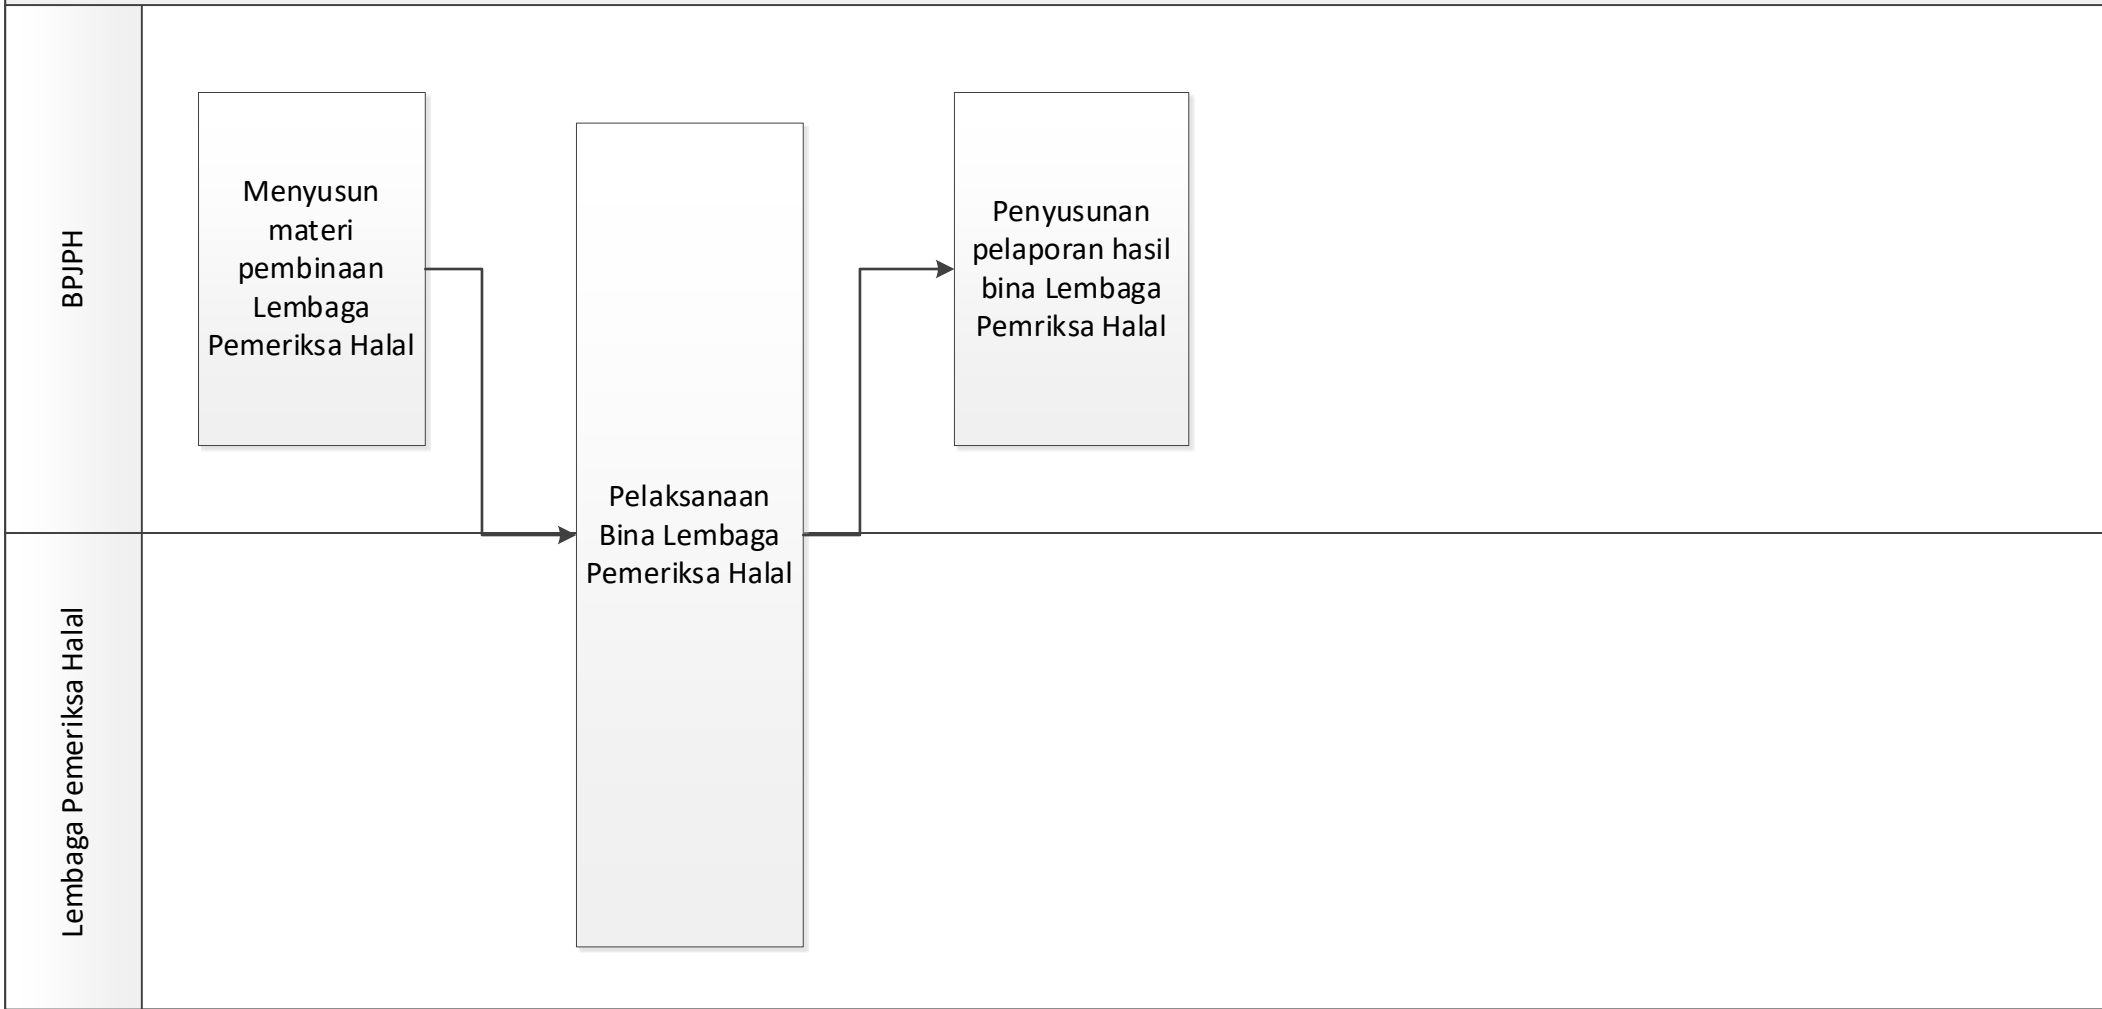 BPJPH
Menyusun
materi
pembinaan
Lembaga
Pemeriksa Halal
Pelaksanaan
Bina Lembaga
Pemeriksa Halal
Penyusunan
pelaporan hasil
bina Lembaga
Pemriksa Halal
Lembaga Pemeriksa Halal